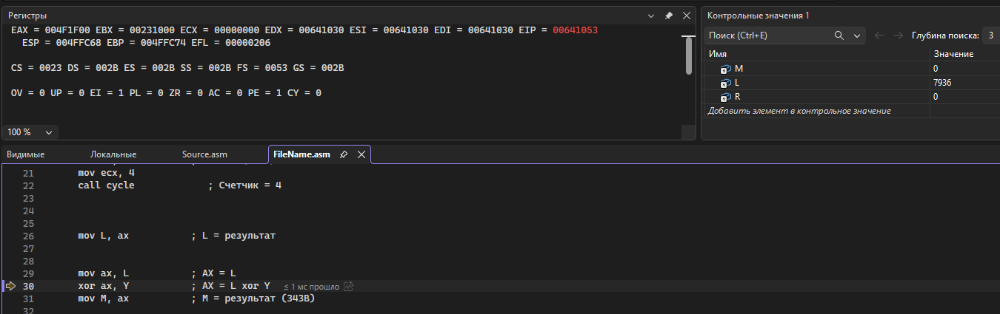 Регистры
EAX = 004F1F00 EBX = 00231000 ECX = 00000000 EDX = 00641030 ESI = 00641030 EDI = 00641030 EIP = 00641053
ESP = 004FFC68 EBP = 004FFC74 EFL = 00000206
CS = 0023 DS = 002B ES = 002B SS = 002B FS = 0053 GS = 002B
OV = 0 UP = 0 EI = 1 PL = 0 ZR = 0 AC = 0 PE = 1 CY = 0
100 %
Контрольные значения 1
Поиск (Ctrl+E) Глубина поиска: 3
Имя Значение
M 0
L 7936
R 0
Добавить элемент в контрольное значение
Видимые Локальные Source.asm FileName.asm
21 mov ecx, 4
22 call cycle ; Счетчик = 4
23
24
25
26 mov L, ax ; L = результат
27
28
29 mov ax, L ; AX = L
30 xor ax, Y ; AX = L xor Y ≤ 1 мс прошло
31 mov M, ax ; M = результат (343B)
32